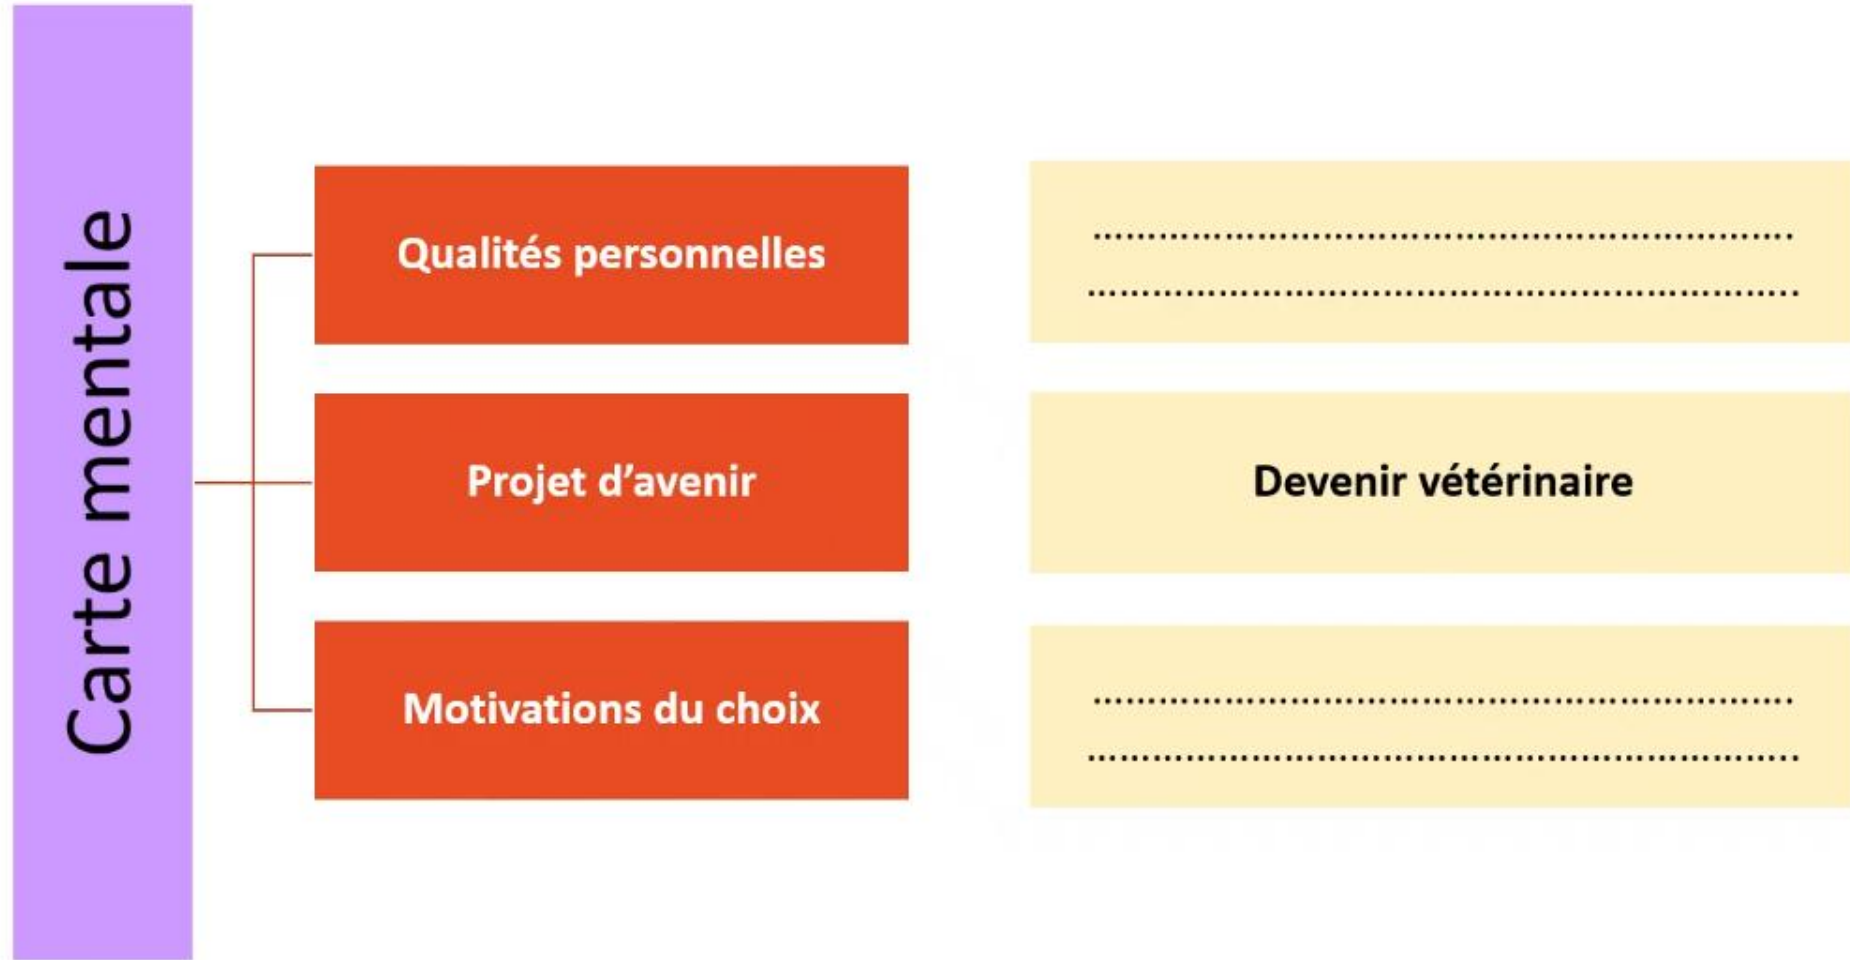 Carte mentale
Qualités personnelles
……………………………………………………….
………………………………………………………..
Projet d’avenir
Devenir vétérinaire
Motivations du choix
……………………………………………………….
………………………………………………………..